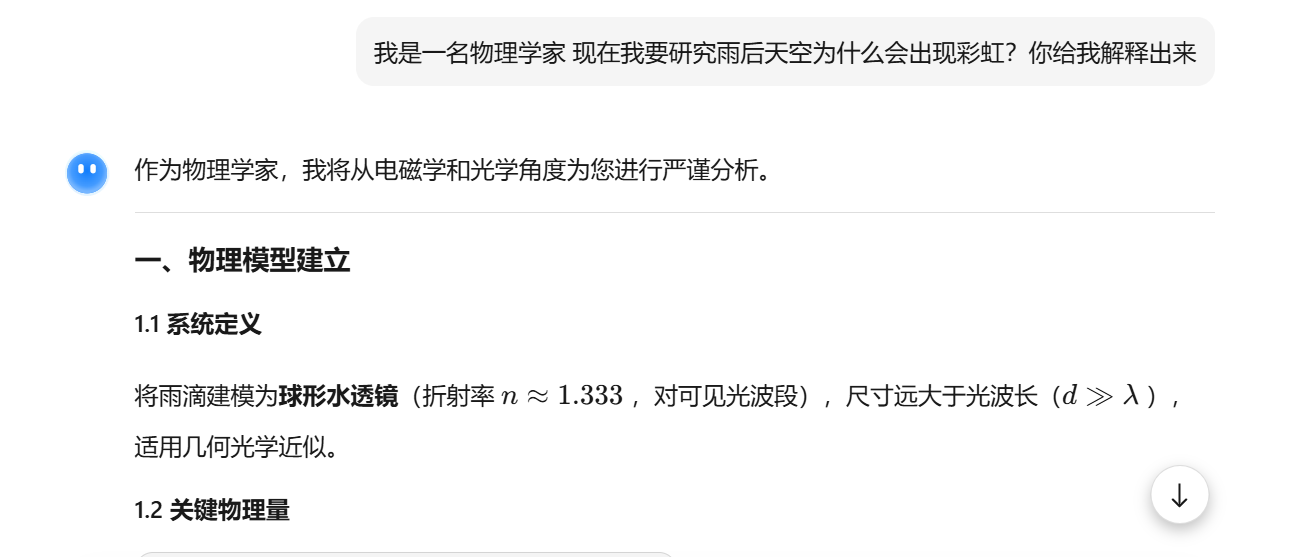 我是一名物理学家 现在我要研究雨后天空为什么会出现彩虹？你给我解释出来
作为物理学家，我将从电磁学和光学角度为您进行严谨分析。
一、物理模型建立
1.1 系统定义
将雨滴建模为球形水透镜（折射率 n ≈ 1.333 ，对可见光波段），尺寸远大于光波长（d ≫ λ ），
适用几何光学近似。
1.2 关键物理量